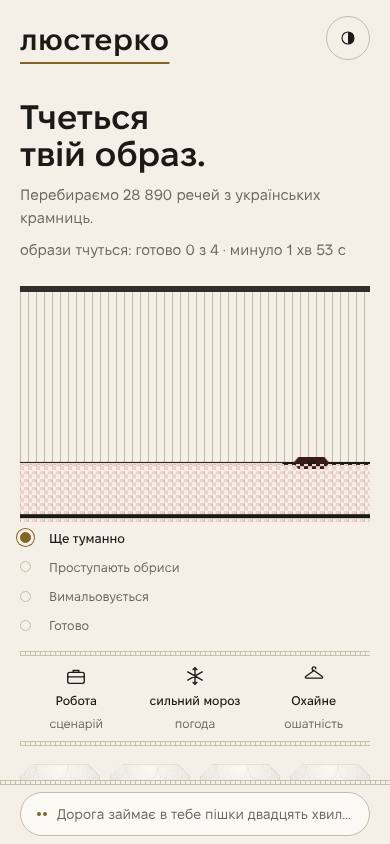 люстерко
Тчеться
твій образ.
Перебираємо 28 890 речей з українських
крамниць.
образи тчуться: готово 0 з 4 · минуло 1 хв 53 с
Ще туманно
Проступають обриси
Вимальовується
Готово
Робота
сильний мороз
Охайне
сценарій
погода
ошатність
Дорога займає в тебе пішки двадцять хвил...